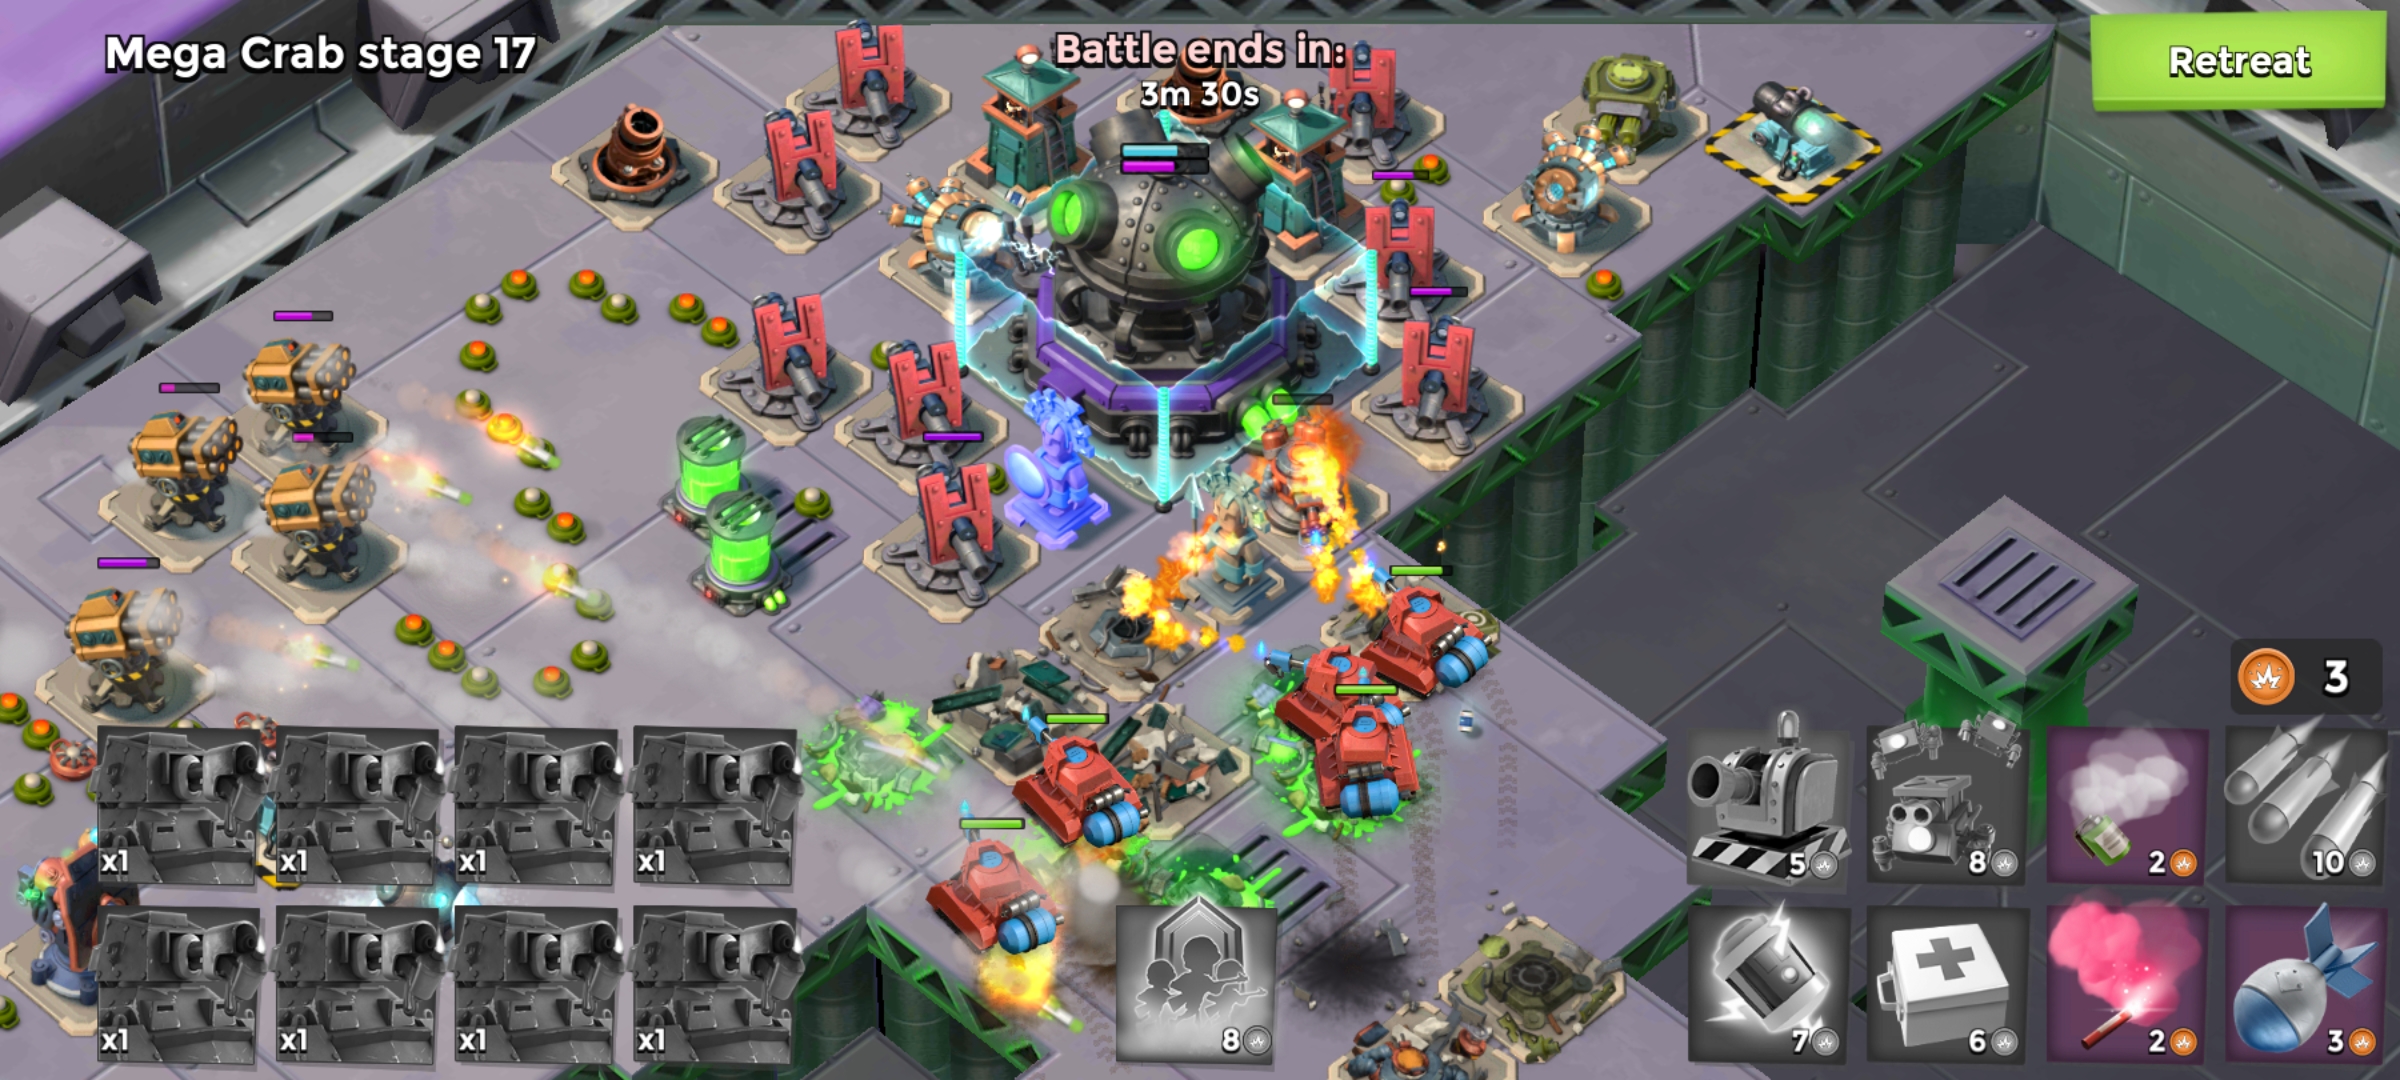 Mega Crab stage 17
Battle ends in:
3m 30s
Retreat
3
5
8
2
10
7
6
2
3
8
x1
x1
x1
x1
x1
x1
x1
x1